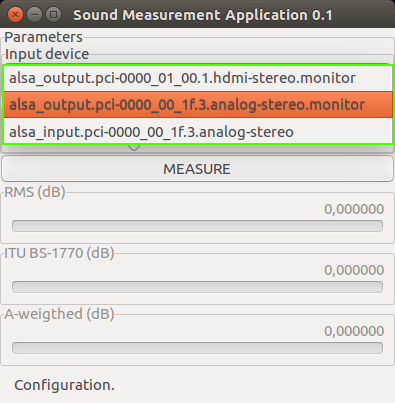 Sound Measurement Application 0.1
Parameters
Input device
alsa_output.pci-0000_01_00.1.hdmi-stereo.monitor
alsa_output.pci-0000_00_1f.3.analog-stereo.monitor
alsa_input.pci-0000_00_1f.3.analog-stereo
MEASURE
RMS (dB)
0,000000
ITU BS-1770 (dB)
0,000000
A-weigthed (dB)
0,000000
Configuration.